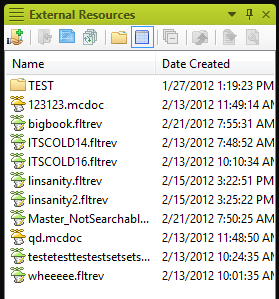 External Resources
Name Date Created
TEST 1/27/2012 1:19:23 PM
123123.mcdoc 2/13/2012 11:49:14 AM
bigbook.fltrev 2/21/2012 7:55:31 AM
ITSCOLD14.fltrev 2/13/2012 7:48:52 AM
ITSCOLD16.fltrev 2/13/2012 10:10:34 AM
linsanity.fltrev 2/15/2012 3:22:51 PM
linsanity2.fltrev 2/15/2012 3:25:22 PM
Master_NotSearchabl... 2/21/2012 7:50:25 AM
qd.mcdoc 2/13/2012 11:48:50 AM
testetesttestestsetsets... 2/13/2012 10:24:35 AM
wheeeee.fltrev 2/13/2012 10:01:35 AM